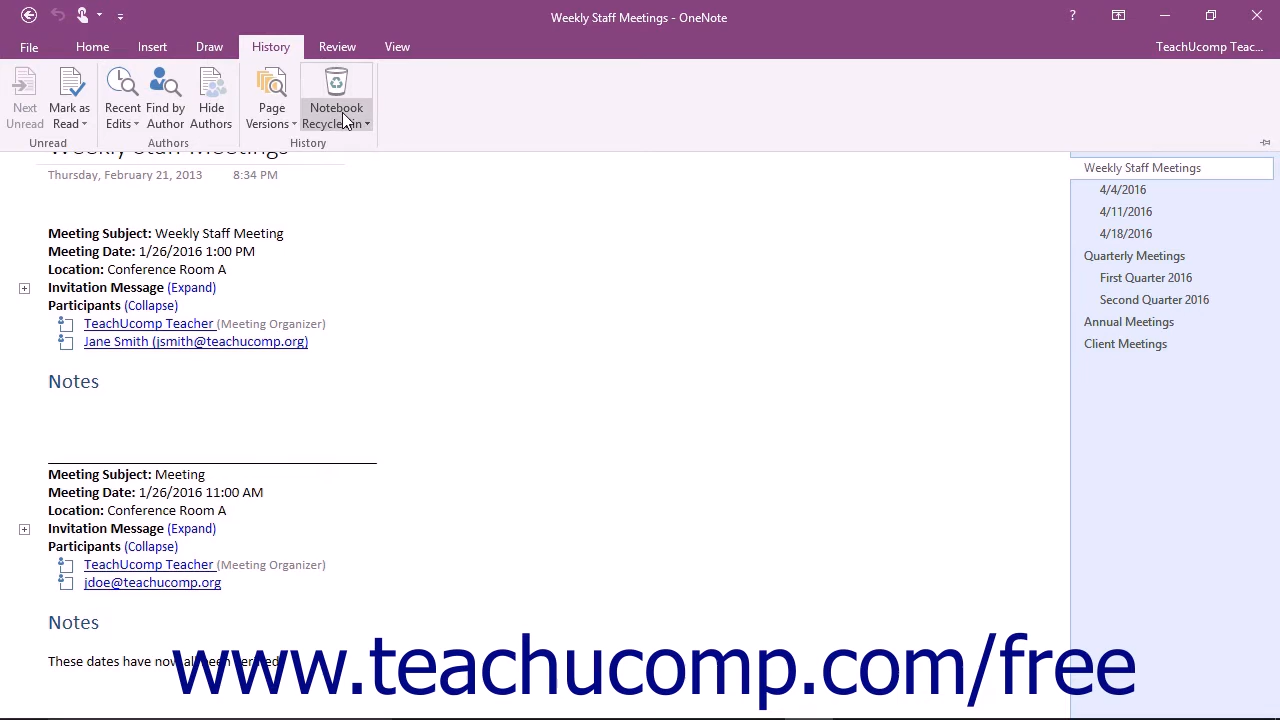 Weekly Staff Meetings - OneNote
?
File Home Insert Draw History Review View TeachUcomp Teac...
Next Unread
Mark as Read
Recent Edits
Find by Author
Hide Authors
Page Versions
Notebook
Unread Authors History
Weekly Staff Meetings
Thursday, February 21, 2013 8:34 PM
Meeting Subject: Weekly Staff Meeting
Meeting Date: 1/26/2016 1:00 PM
Location: Conference Room A
Invitation Message (Expand)
Participants (Collapse)
TeachUcomp Teacher (Meeting Organizer)
Jane Smith (jsmith@teachucomp.org)
Notes
Meeting Subject: Meeting
Meeting Date: 1/26/2016 11:00 AM
Location: Conference Room A
Invitation Message (Expand)
Participants (Collapse)
TeachUcomp Teacher (Meeting Organizer)
jdoe@teachucomp.org
Notes
These dates have now all been
www.teachucomp.com/free
Weekly Staff Meetings
4/4/2016
4/11/2016
4/18/2016
Quarterly Meetings
First Quarter 2016
Second Quarter 2016
Annual Meetings
Client Meetings